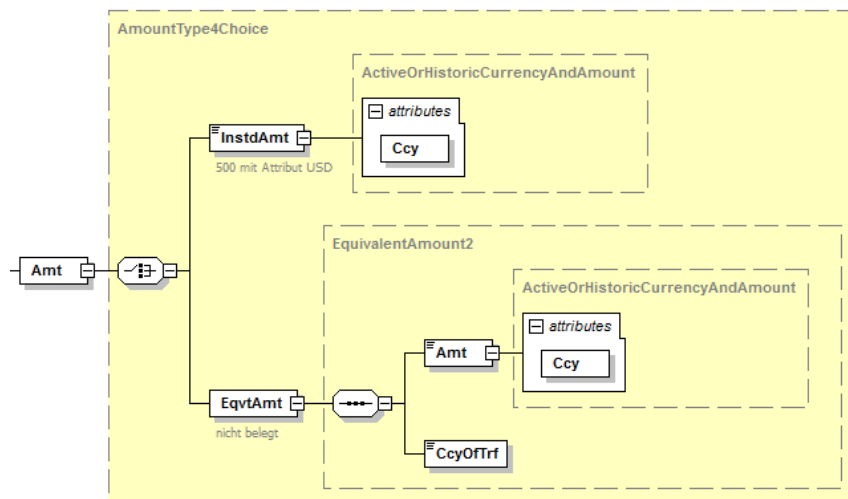 AmountType4Choice
ActiveOrHistoricCurrencyAndAmount
attributes
InstdAmt
Ccy
500 mit Attribut USD
EquivalentAmount2
Amt
ActiveOrHistoricCurrencyAndAmount
attributes
Amt
Ccy
EqvtAmt
nicht belegt
CcyOfTrf